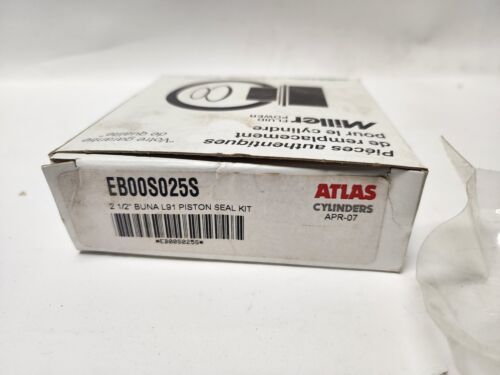 Miller
FLUID
POWER
Pièces authentiques
de remplacement
pour le cylindre
"Votre garantie
de qualité"
EB00S025S
2 1/2" BUNA L91 PISTON SEAL KIT
*EB00S025S*
ATLAS
CYLINDERS
APR-07